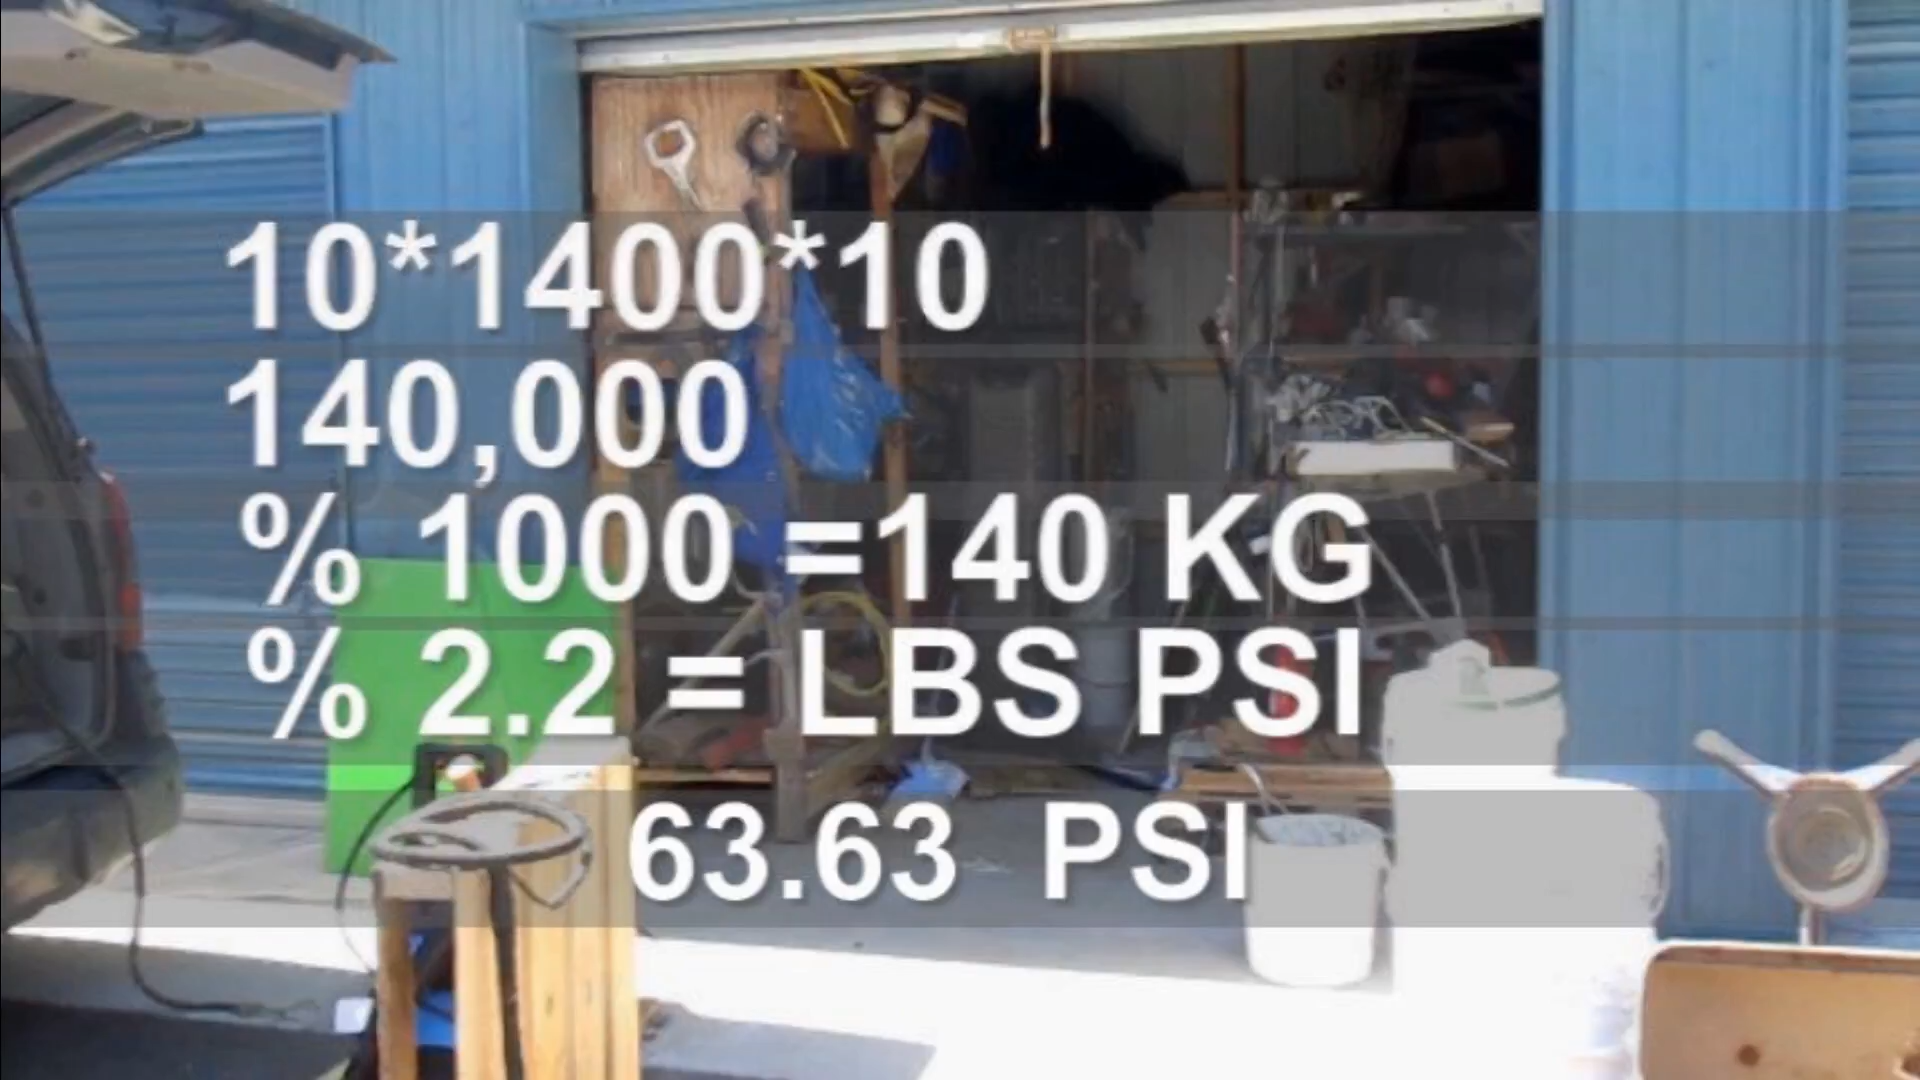 10*1400*10
140,000
% 1000 =140 KG
% 2.2 = LBS PSI
63.63 PSI